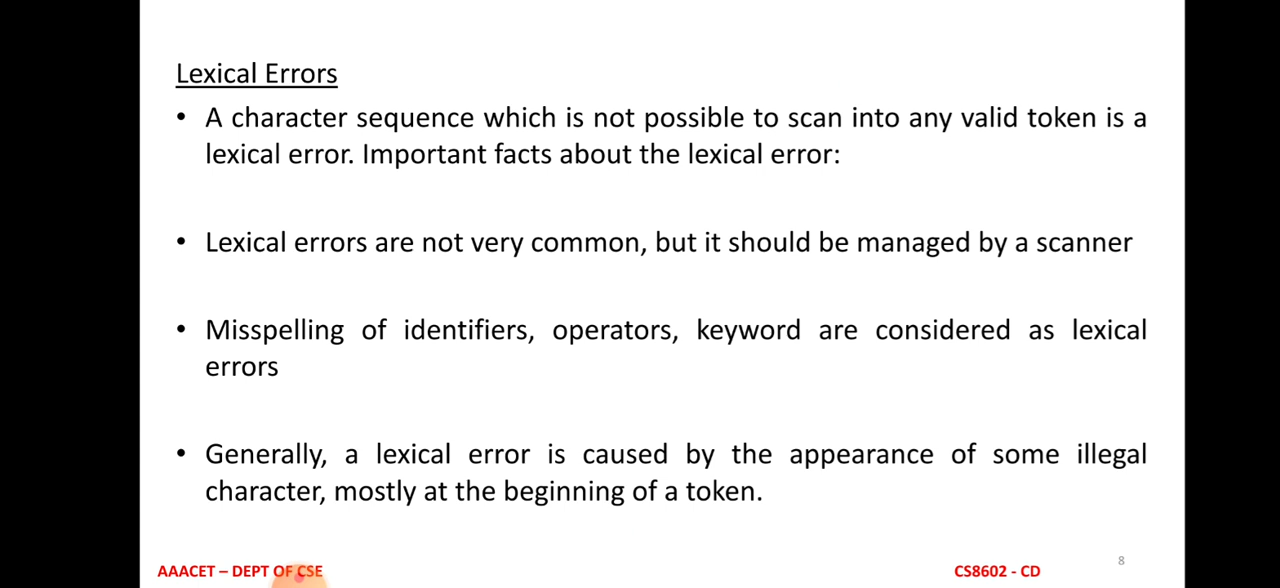 Lexical Errors
• A character sequence which is not possible to scan into any valid token is a
lexical error. Important facts about the lexical error:
• Lexical errors are not very common, but it should be managed by a scanner
• Misspelling of identifiers, operators, keyword are considered as lexical
errors
• Generally, a lexical error is caused by the appearance of some illegal
character, mostly at the beginning of a token.
AAACET – DEPT OF CSE
CS8602 - CD
8